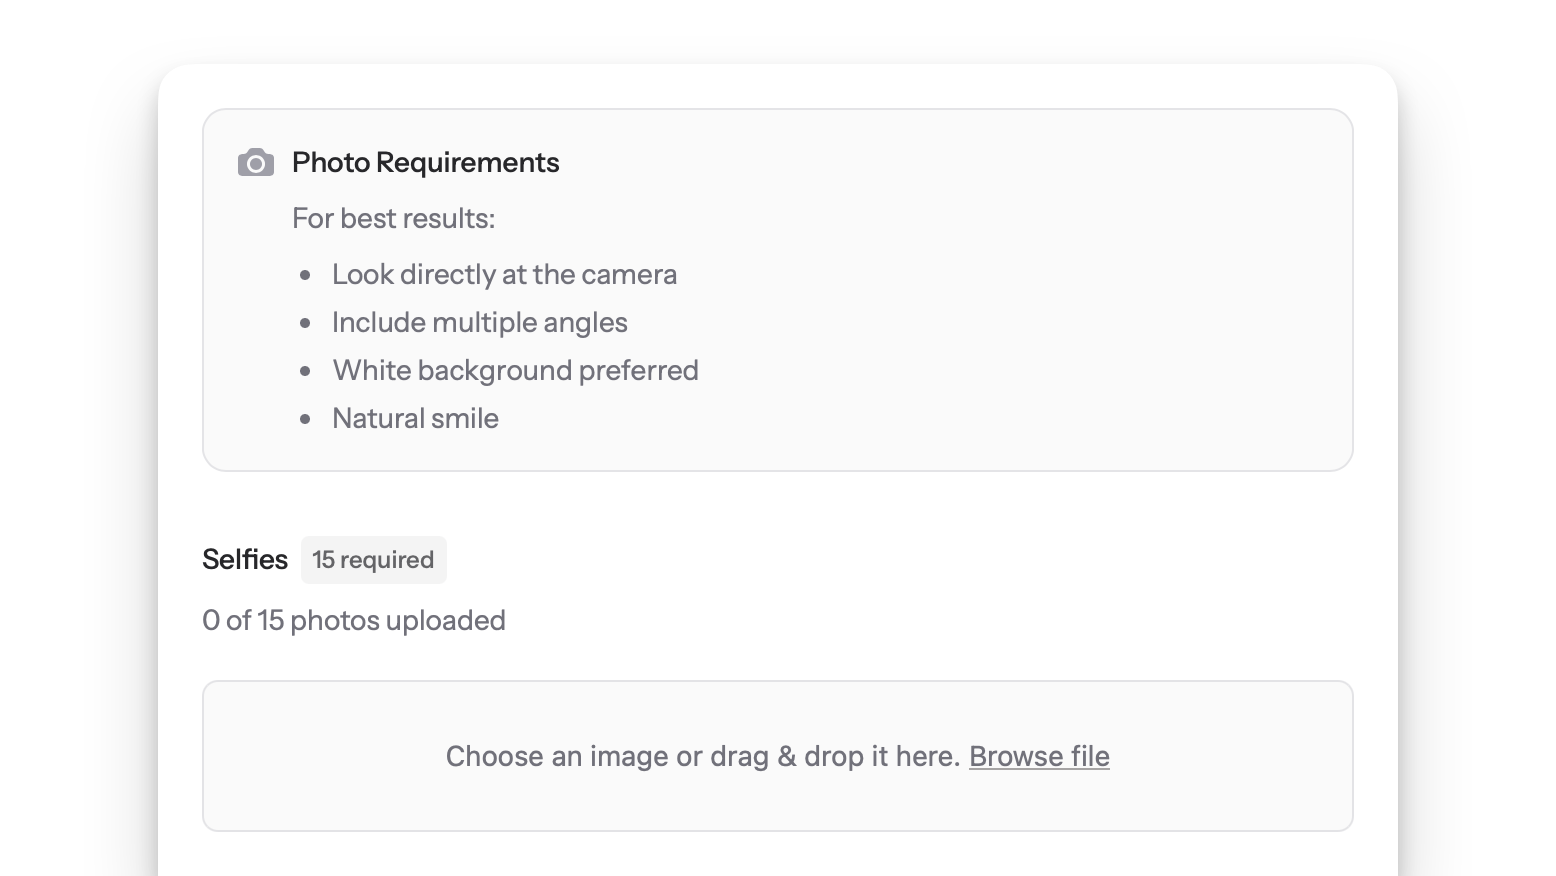 Photo Requirements
For best results:
Look directly at the camera
Include multiple angles
White background preferred
Natural smile
Selfies 15 required
0 of 15 photos uploaded
Choose an image or drag & drop it here. Browse file